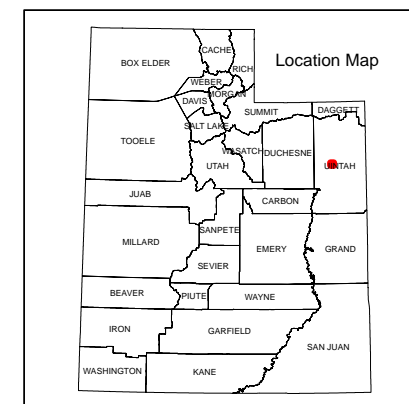 Location Map
BOX ELDER
CACHE
RICH
WEBER
MORGAN
DAVIS
SUMMIT
DAGGETT
SALT LAKE
TOOELE
WASATCH
DUCHESNE
UINTAH
UTAH
JUAB
CARBON
SANPETE
MILLARD
EMERY
GRAND
SEVIER
BEAVER
PIUTE
WAYNE
IRON
GARFIELD
SAN JUAN
WASHINGTON
KANE